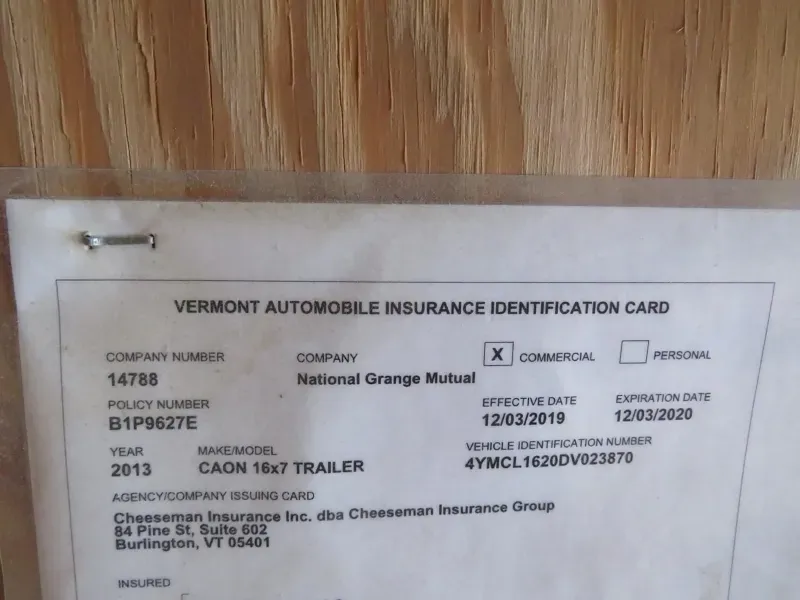 VERMONT AUTOMOBILE INSURANCE IDENTIFICATION CARD
COMPANY NUMBER COMPANY X COMMERCIAL PERSONAL
14788 National Grange Mutual
POLICY NUMBER EFFECTIVE DATE EXPIRATION DATE
B1P9627E 12/03/2019 12/03/2020
YEAR MAKE/MODEL VEHICLE IDENTIFICATION NUMBER
2013 CAON 16x7 TRAILER 4YMCL1620DV023870
AGENCY/COMPANY ISSUING CARD
Cheeseman Insurance Inc. dba Cheeseman Insurance Group
84 Pine St, Suite 602
Burlington, VT 05401
INSURED